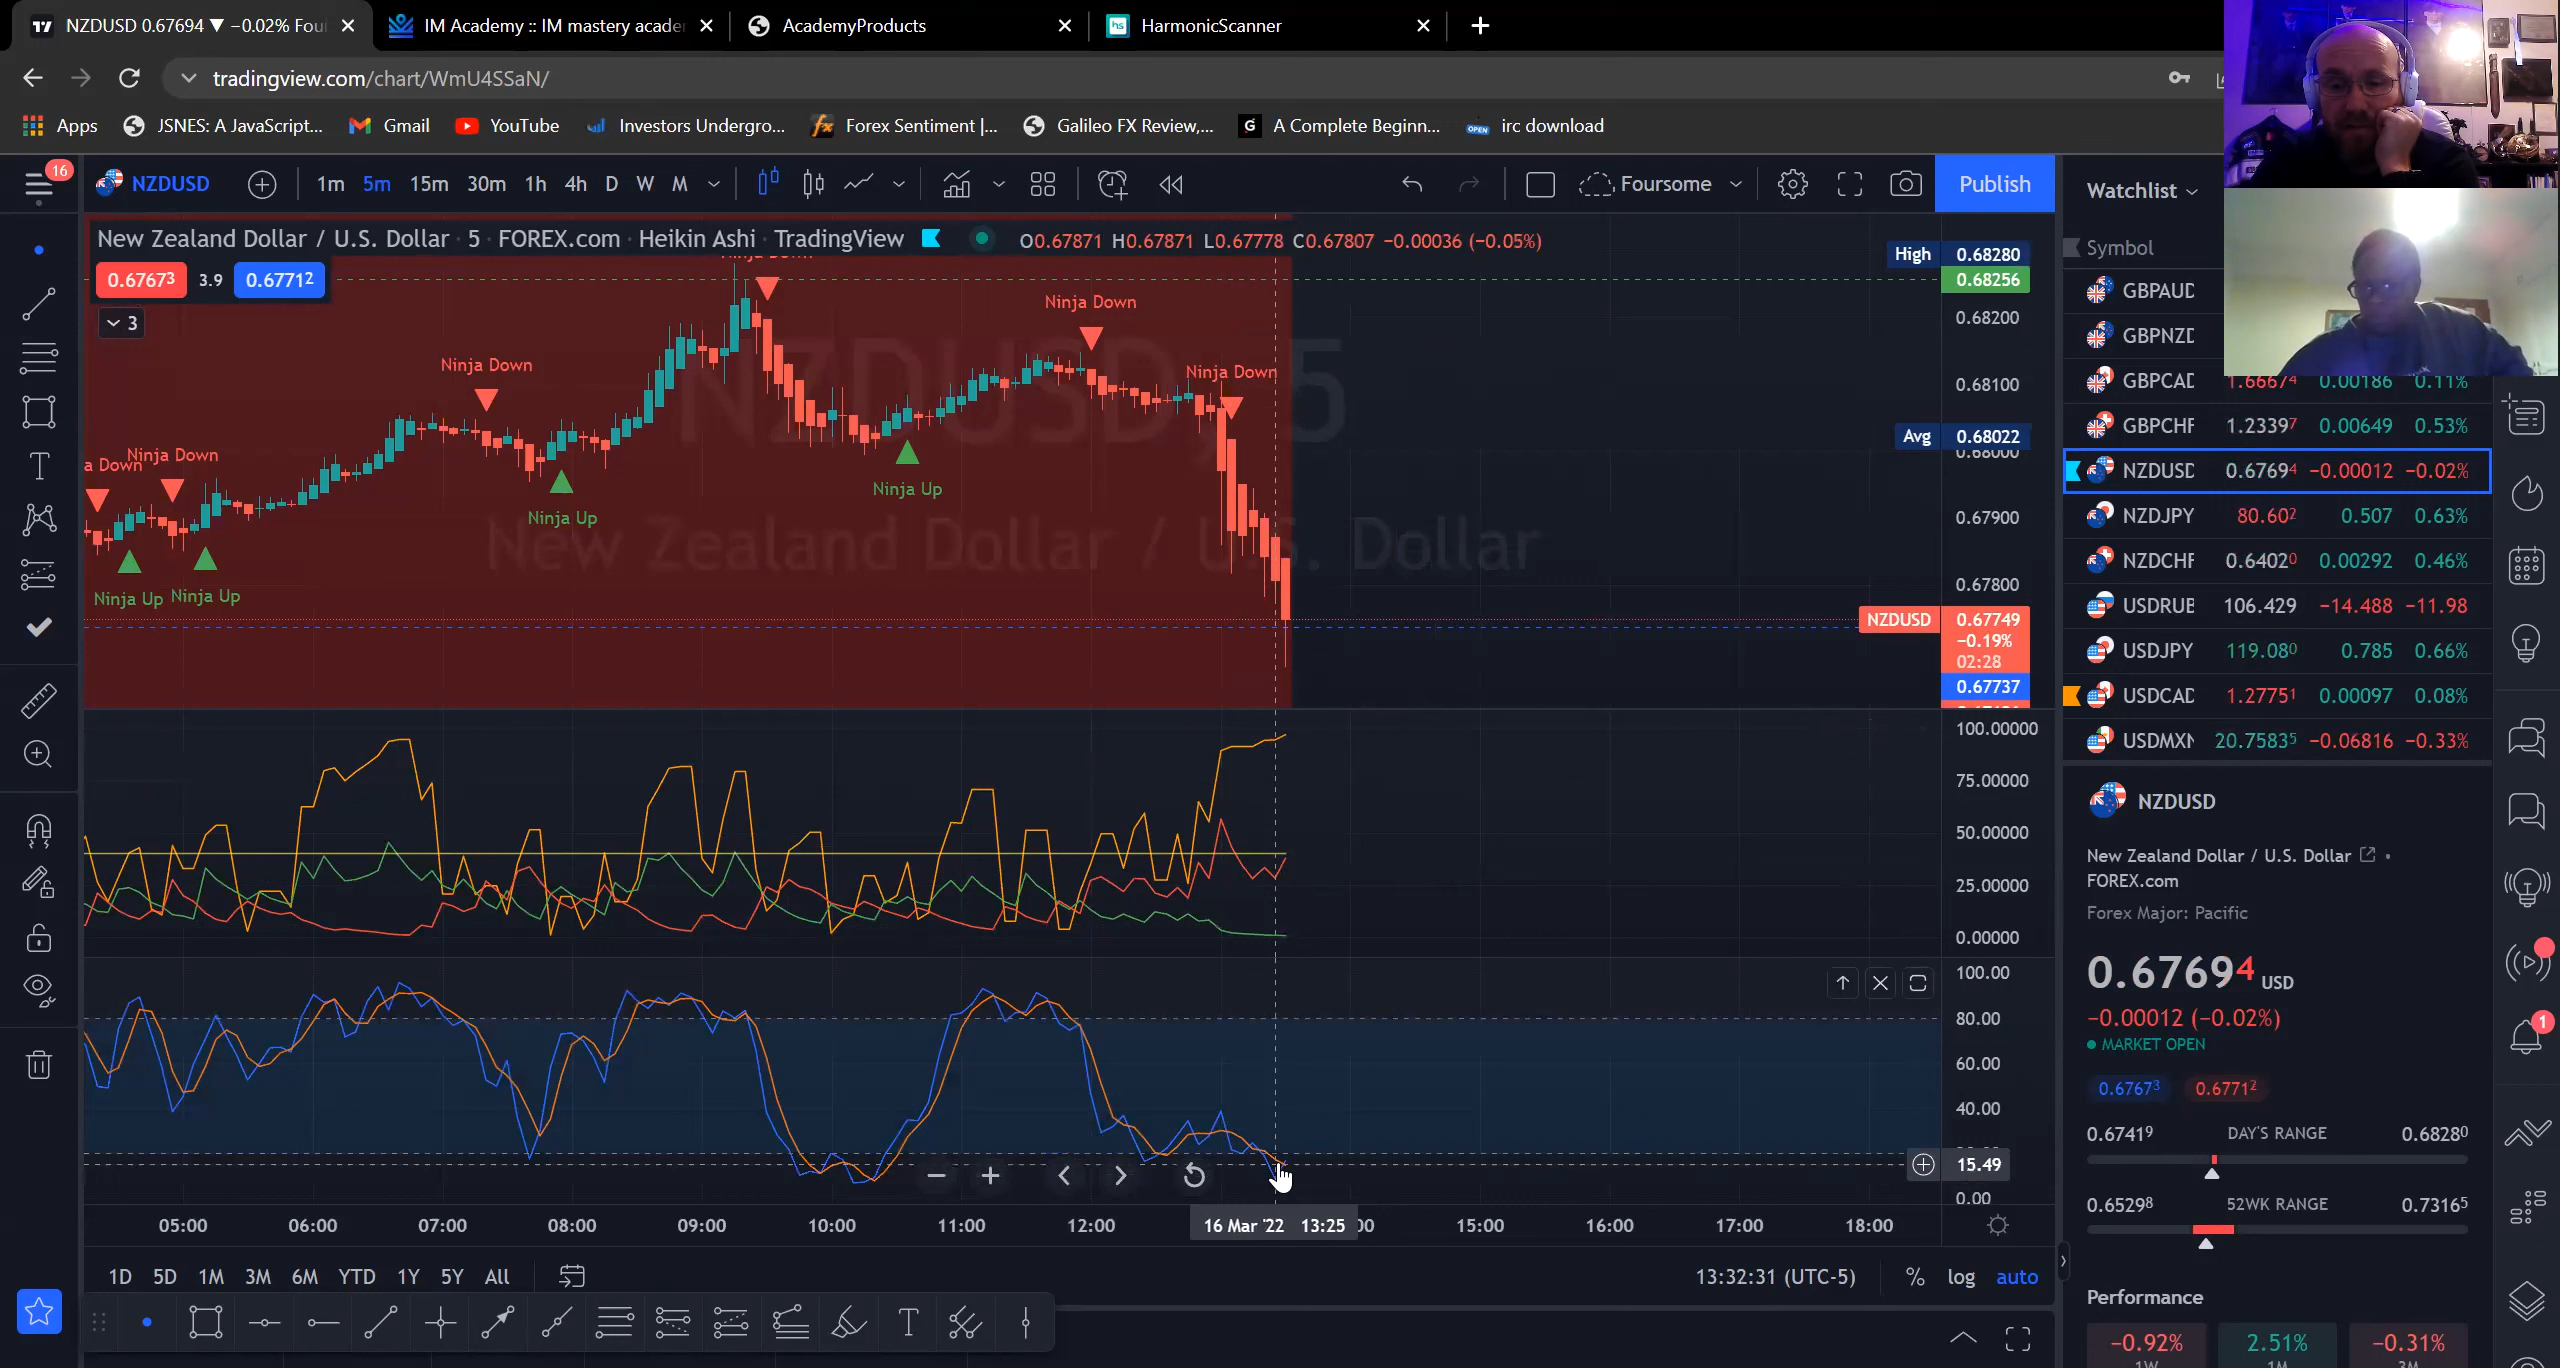 NZDUSD 0.67694 ▼ −0.02% Fou
IM Academy :: IM mastery acade
AcademyProducts
HarmonicScanner
tradingview.com/chart/WmU4SSaN/
Apps
JSNES: A JavaScript...
Gmail
YouTube
Investors Undergro...
Forex Sentiment |...
Galileo FX Review,...
A Complete Beginn...
irc download
16
NZDUSD
1m 5m 15m 30m 1h 4h D W M
Foursome
Publish
Watchlist
New Zealand Dollar / U.S. Dollar · 5 · FOREX.com · Heikin Ashi · TradingView
O0.67871 H0.67871 L0.67778 C0.67807 −0.00036 (−0.05%)
0.67673 3.9 0.67712
3
High 0.68280
0.68256
0.68200
0.68100
Avg 0.68022
0.68000
0.67900
0.67800
NZDUSD 0.67749
−0.19%
02:28
0.67737
NZDUSD, 5
New Zealand Dollar / U.S. Dollar
Ninja Down
Ninja Down
Ninja Down
Ninja Down
a Down
Ninja Down
Ninja Up
Ninja Up
Ninja Up
Ninja Up
100.00000
75.00000
50.00000
25.00000
0.00000
100.00
80.00
60.00
40.00
15.49
0.00
05:00 06:00 07:00 08:00 09:00 10:00 11:00 12:00 16 Mar '22 13:25 00 15:00 16:00 17:00 18:00
1D 5D 1M 3M 6M YTD 1Y 5Y All
13:32:31 (UTC-5) % log auto
Symbol
GBPAUD
GBPNZD
GBPCAD 1.66674 0.00186 0.11%
GBPCHF 1.23397 0.00649 0.53%
NZDUSD 0.67694 −0.00012 −0.02%
NZDJPY 80.602 0.507 0.63%
NZDCHF 0.64020 0.00292 0.46%
USDRUB 106.429 −14.488 −11.98
USDJPY 119.080 0.785 0.66%
USDCAD 1.27751 0.00097 0.08%
USDMXN 20.75835 −0.06816 −0.33%
NZDUSD
New Zealand Dollar / U.S. Dollar
FOREX.com
Forex Major: Pacific
0.67694 USD
−0.00012 (−0.02%)
MARKET OPEN
0.67673 0.67712
0.67419 DAY'S RANGE 0.68280
0.65298 52WK RANGE 0.73165
Performance
−0.92% 2.51% −0.31%
1W 1M 3M
1